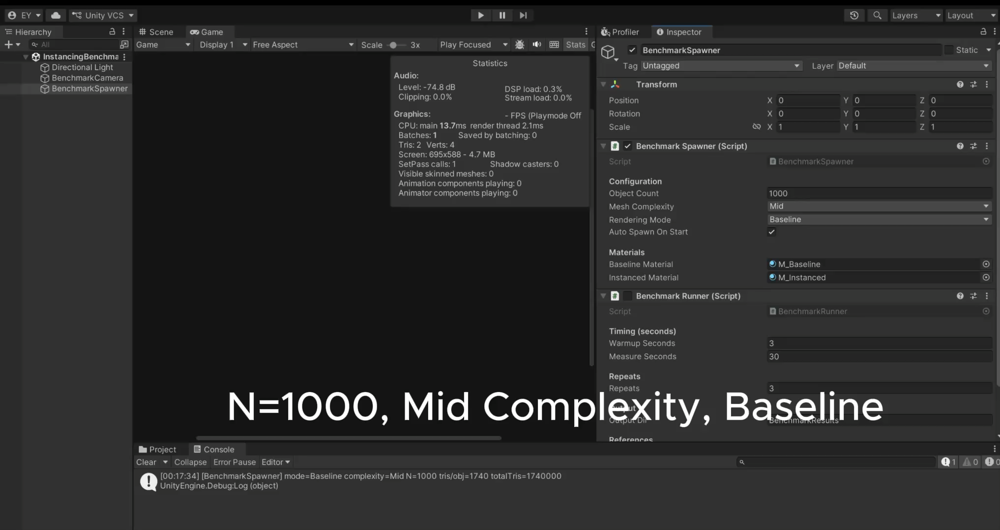 EY
Unity VCS
Layers
Layout
Hierarchy
Scene
Game
Profiler
Inspector
All
Game
Display 1
Free Aspect
Scale
3x
Play Focused
Stats
G
InstancingBenchma
Directional Light
BenchmarkCamera
BenchmarkSpawner
Statistics
Audio:
Level: -74.8 dB
DSP load: 0.3%
Clipping: 0.0%
Stream load: 0.0%
Graphics:
- FPS (Playmode Off
CPU: main 13.7ms render thread 2.1ms
Batches: 1 Saved by batching: 0
Tris: 2 Verts: 4
Screen: 695x588 - 4.7 MB
SetPass calls: 1 Shadow casters: 0
Visible skinned meshes: 0
Animation components playing: 0
Animator components playing: 0
BenchmarkSpawner
Static
Tag Untagged
Layer Default
Transform
Position X 0 Y 0 Z 0
Rotation X 0 Y 0 Z 0
Scale X 1 Y 1 Z 1
# Benchmark Spawner (Script)
Script BenchmarkSpawner
Configuration
Object Count 1000
Mesh Complexity Mid
Rendering Mode Baseline
Auto Spawn On Start
Materials
Baseline Material M_Baseline
Instanced Material M_Instanced
# Benchmark Runner (Script)
Script BenchmarkRunner
Timing (seconds)
Warmup Seconds 3
Measure Seconds 30
Repeats
Repeats 3
Output
Output Dir BenchmarkResults
References
N=1000, Mid Complexity, Baseline
Project
Console
Clear
Collapse
Error Pause
Editor
1
0
0
[00:17:34] [BenchmarkSpawner] mode=Baseline complexity=Mid N=1000 tris/obj=1740 totalTris=1740000
UnityEngine.Debug:Log (object)